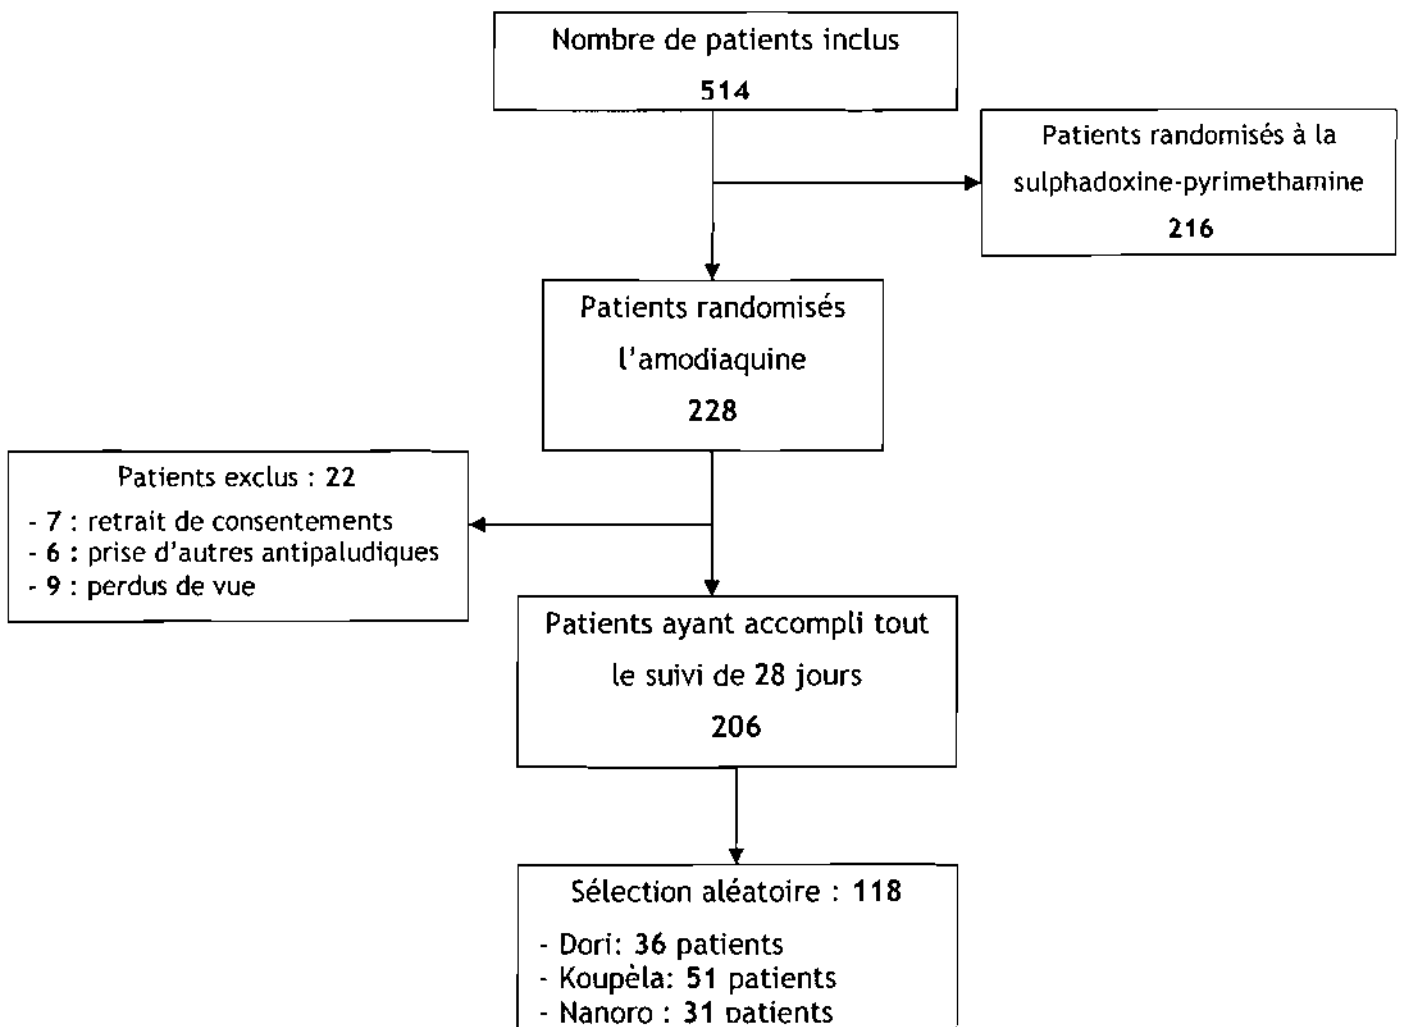 Nombre de patients inclus
514
Patients randomisés à la
sulphadoxine-pyrimethamine
216
Patients randomisés
l'amodiaquine
228
Patients exclus : 22
- 7 : retrait de consentements
- 6 : prise d'autres antipaludiques
- 9 : perdus de vue
Patients ayant accompli tout
le suivi de 28 jours
206
Sélection aléatoire : 118
- Dori: 36 patients
- Koupèla: 51 patients
- Nanoro : 31 patients